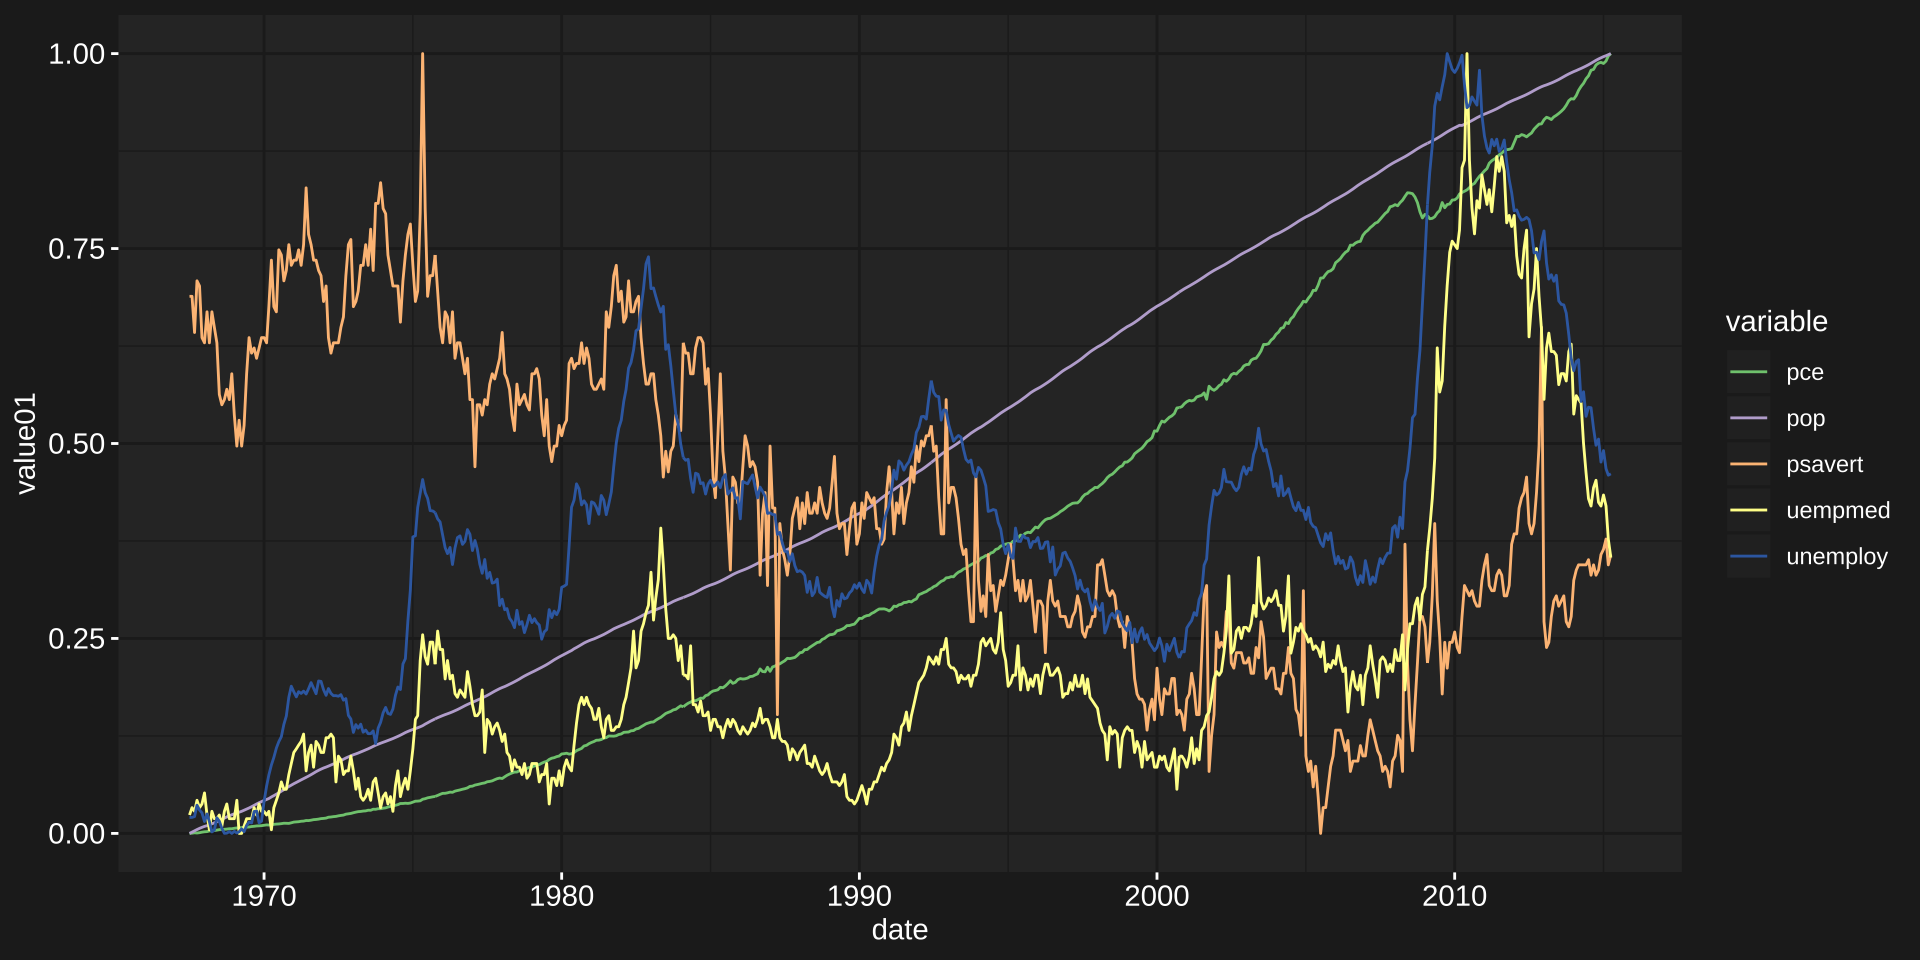 1.00
0.75
0.50
0.25
0.00
value01
1970 1980 1990 2000 2010
date
variable
pce
pop
psavert
uempmed
unemploy